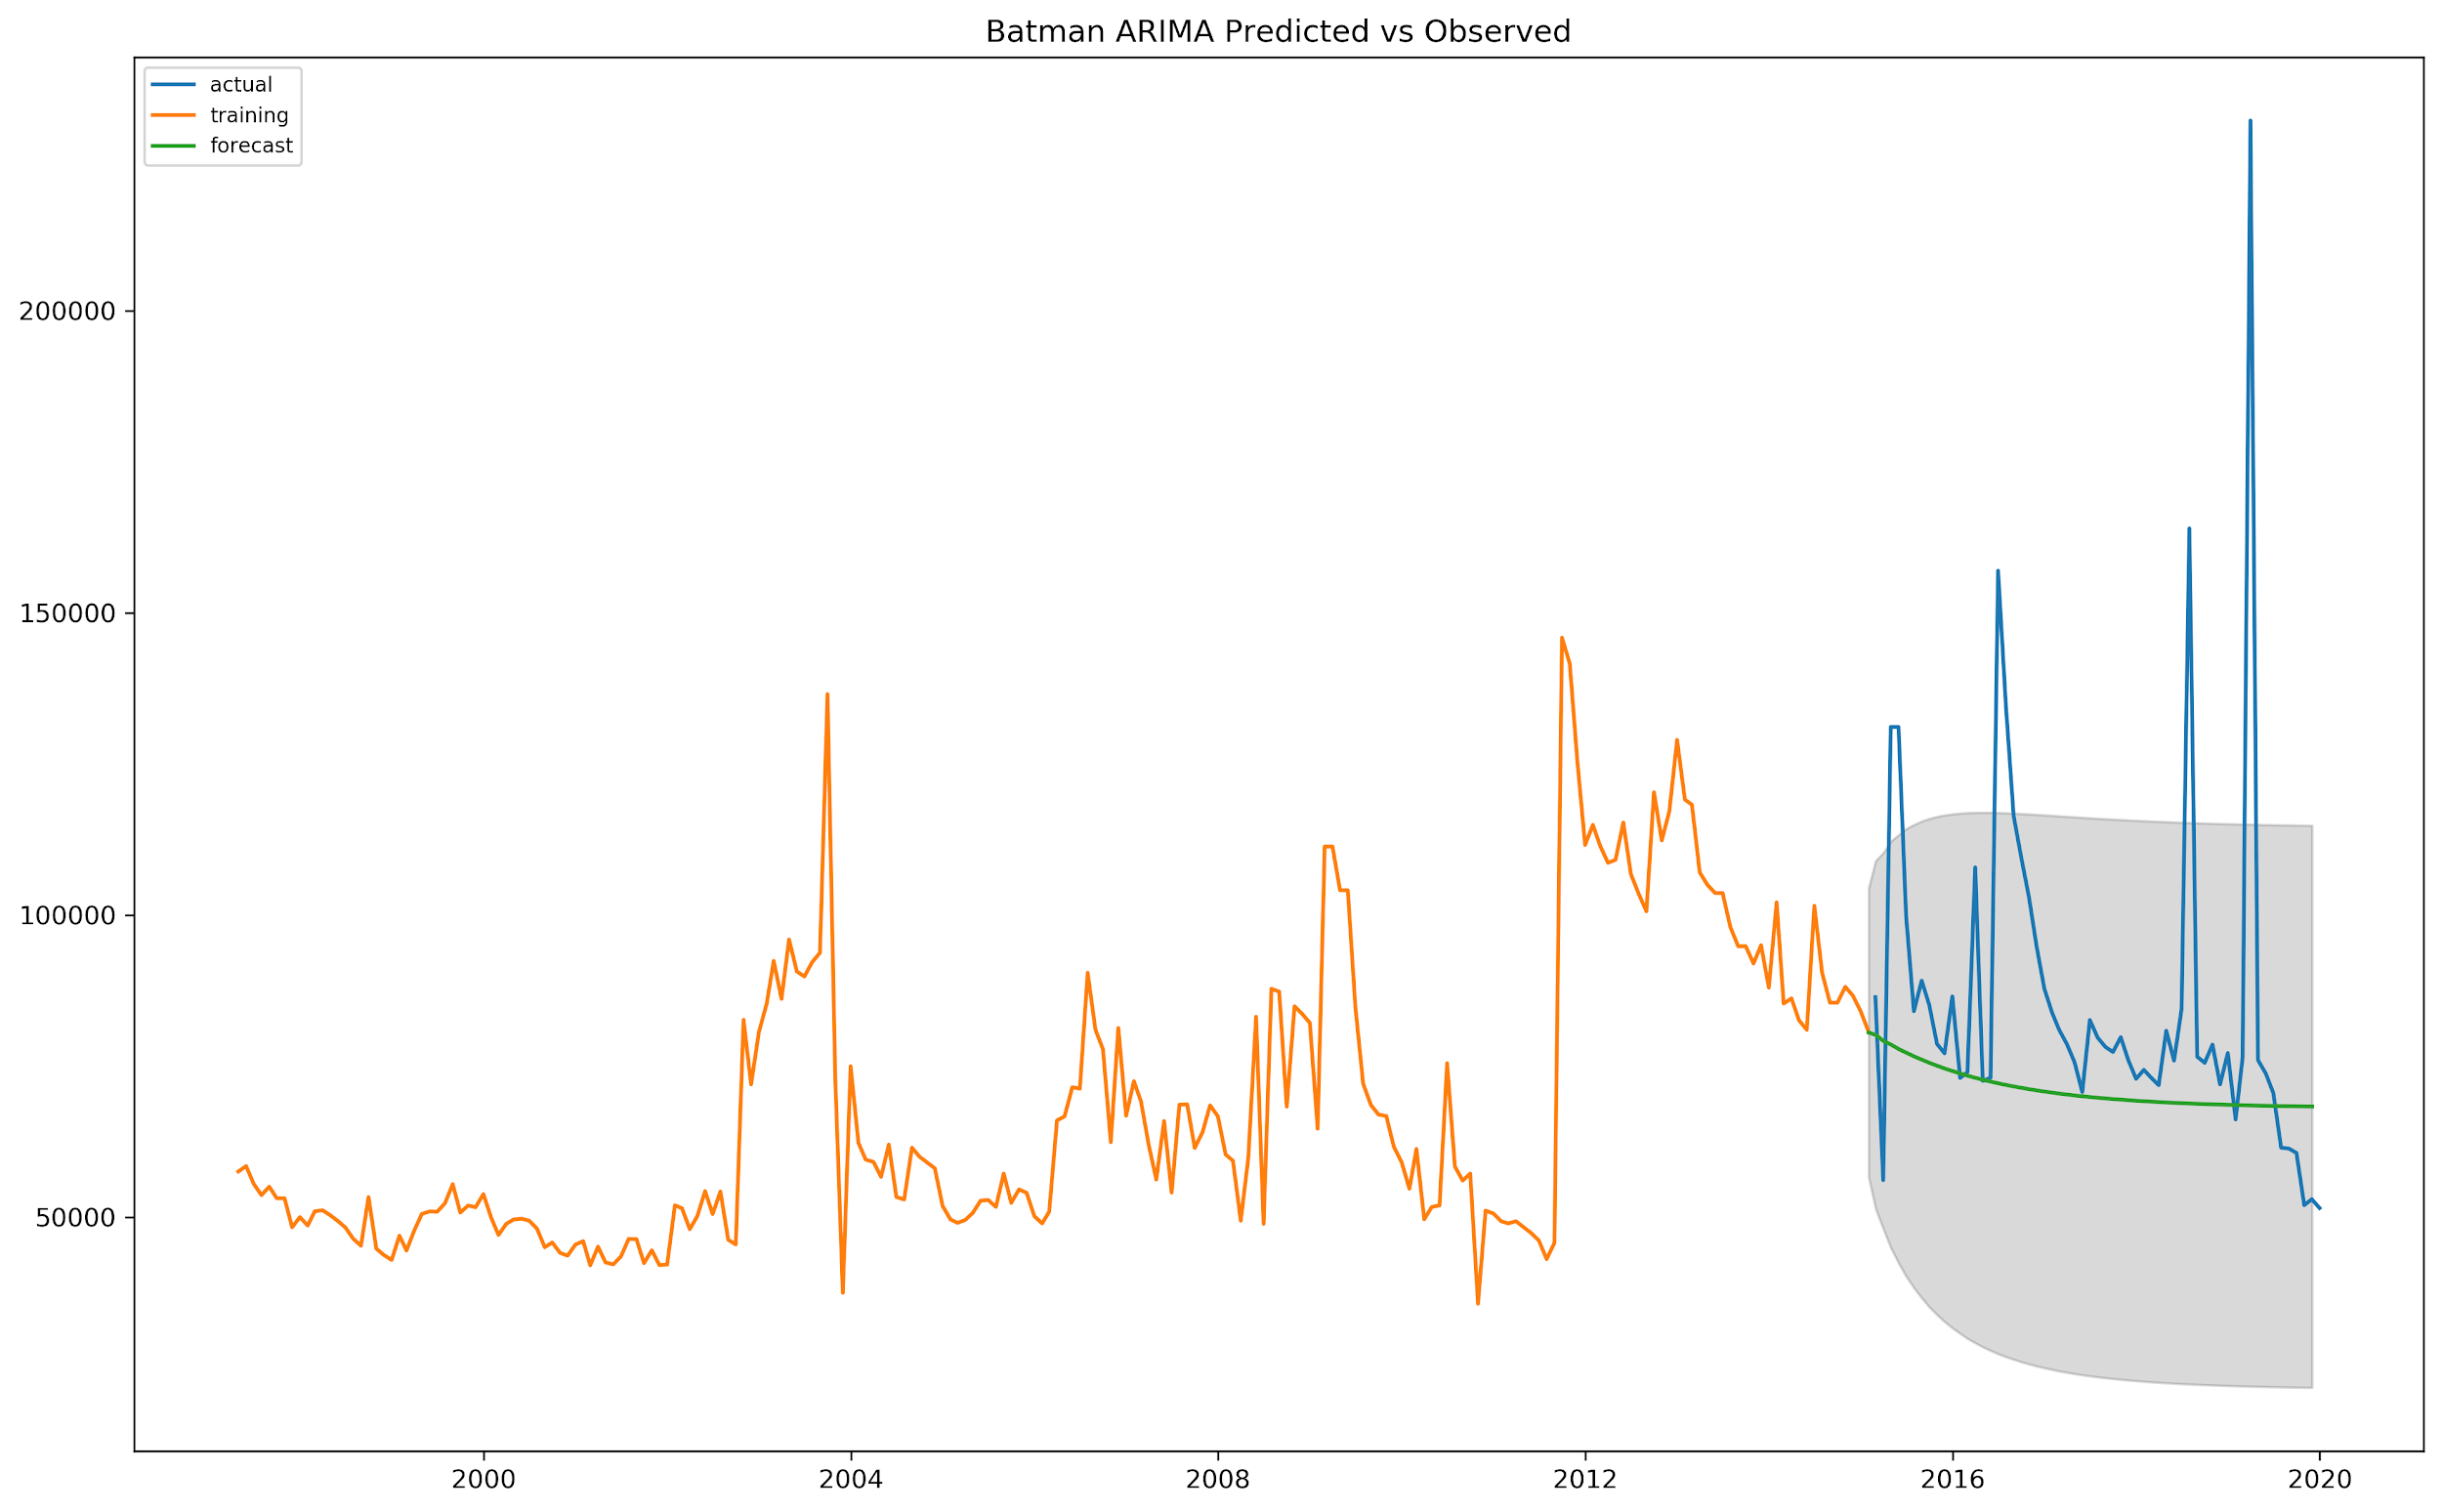 Batman ARIMA Predicted vs Observed
actual
training
forecast
200000
150000
100000
50000
2000 2004 2008 2012 2016 2020